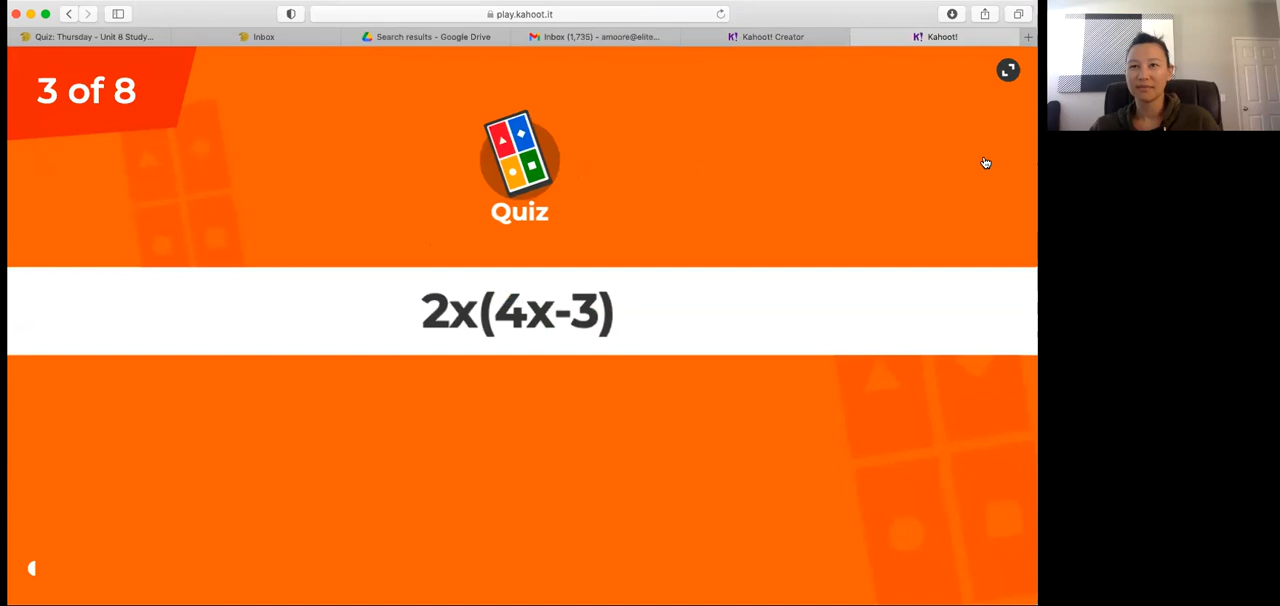 play.kahoot.it
Quiz: Thursday - Unit 8 Study...
Inbox
Search results - Google Drive
Inbox (1,735) - amoore@elite...
K! Kahoot! Creator
K! Kahoot!
3 of 8
Quiz
2x(4x-3)